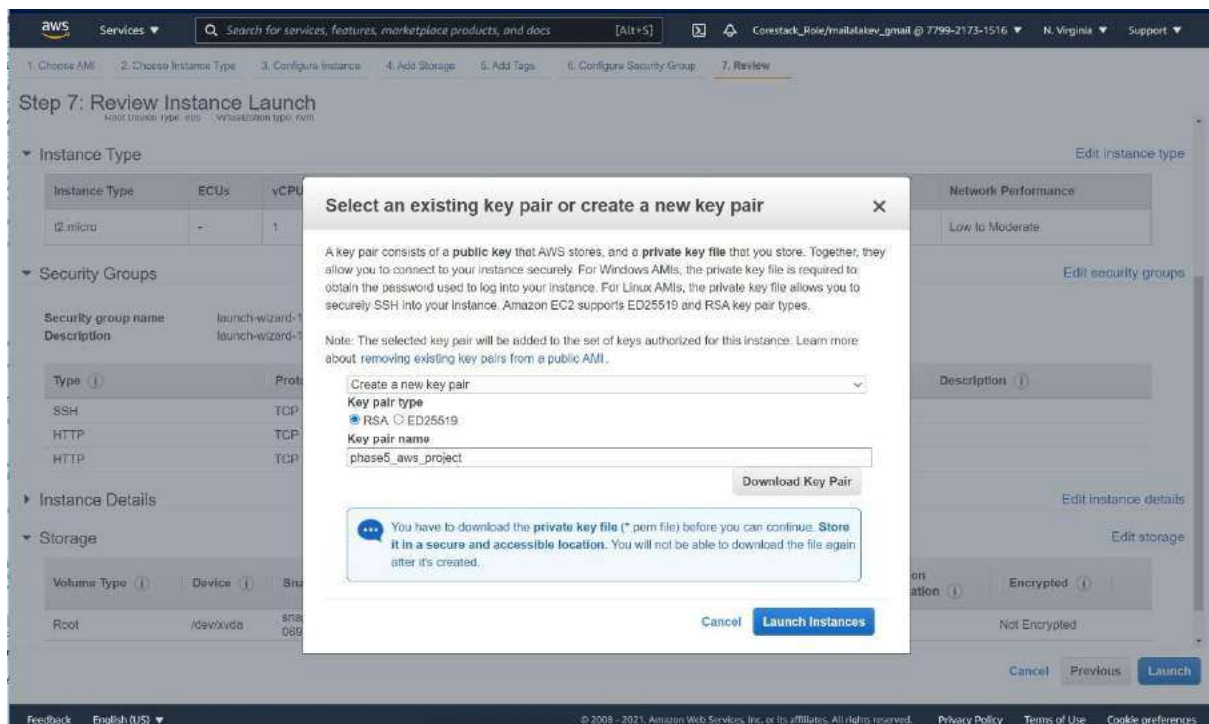 aws
Services ▼
Search for services, features, marketplace products, and docs [Alt+S]
Corestack_Role/mailalakev_gmail @ 7799-2173-1516 ▼ N. Virginia ▼ Support ▼
1. Choose AMI 2. Choose Instance Type 3. Configure Instance 4. Add Storage 5. Add Tags 6. Configure Security Group 7. Review
Step 7: Review Instance Launch
Root Device Type: ebs Virtualization type: hvm
Instance Type Edit instance type
Instance Type ECUs vCPU Network Performance
t2.micro - 1 Low to Moderate
Security Groups Edit security groups
Security group name launch-wizard-1
Description launch-wizard-1
Type Description
SSH TCP
HTTP TCP
HTTP TCP
Instance Details Edit instance details
Storage Edit storage
Volume Type Device Encrypted
Root /dev/xvda Not Encrypted
Select an existing key pair or create a new key pair ×
A key pair consists of a public key that AWS stores, and a private key file that you store. Together, they
allow you to connect to your instance securely. For Windows AMIs, the private key file is required to
obtain the password used to log into your instance. For Linux AMIs, the private key file allows you to
securely SSH into your instance. Amazon EC2 supports ED25519 and RSA key pair types.
Note: The selected key pair will be added to the set of keys authorized for this instance. Learn more
about removing existing key pairs from a public AMI.
Create a new key pair
Key pair type
RSA ED25519
Key pair name
phase5_aws_project
Download Key Pair
You have to download the private key file (*.pem file) before you can continue. Store
it in a secure and accessible location. You will not be able to download the file again
after it's created.
Cancel Launch Instances
Cancel Previous Launch
Feedback English (US) ▼ © 2008 - 2021, Amazon Web Services, Inc. or its affiliates. All rights reserved. Privacy Policy Terms of Use Cookie preferences